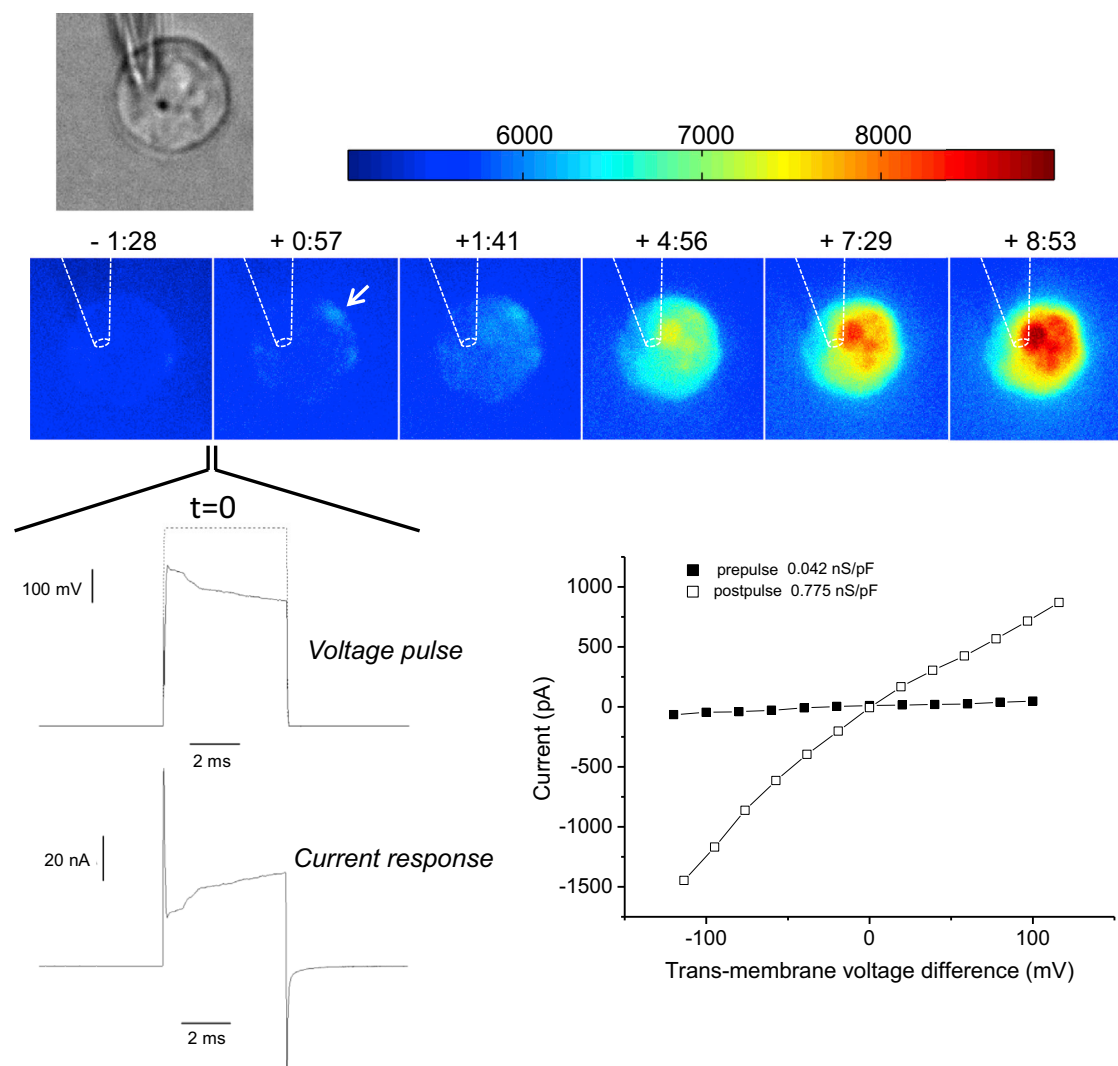 6000 7000 8000
- 1:28 + 0:57 +1:41 + 4:56 + 7:29 + 8:53
t=0
100 mV
Voltage pulse
2 ms
20 nA
Current response
2 ms
prepulse 0.042 nS/pF
postpulse 0.775 nS/pF
1000
500
0
-500
-1000
-1500
Current (pA)
-100 0 100
Trans-membrane voltage difference (mV)